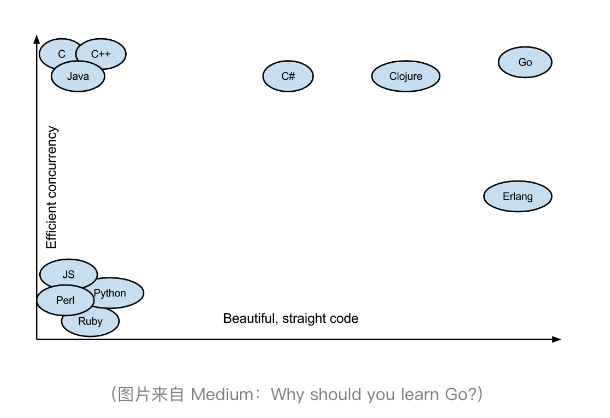 C
C++
Java
C#
Clojure
Go
Efficient concurrency
Erlang
JS
Python
Perl
Ruby
Beautiful, straight code
（图片来自 Medium：Why should you learn Go?）